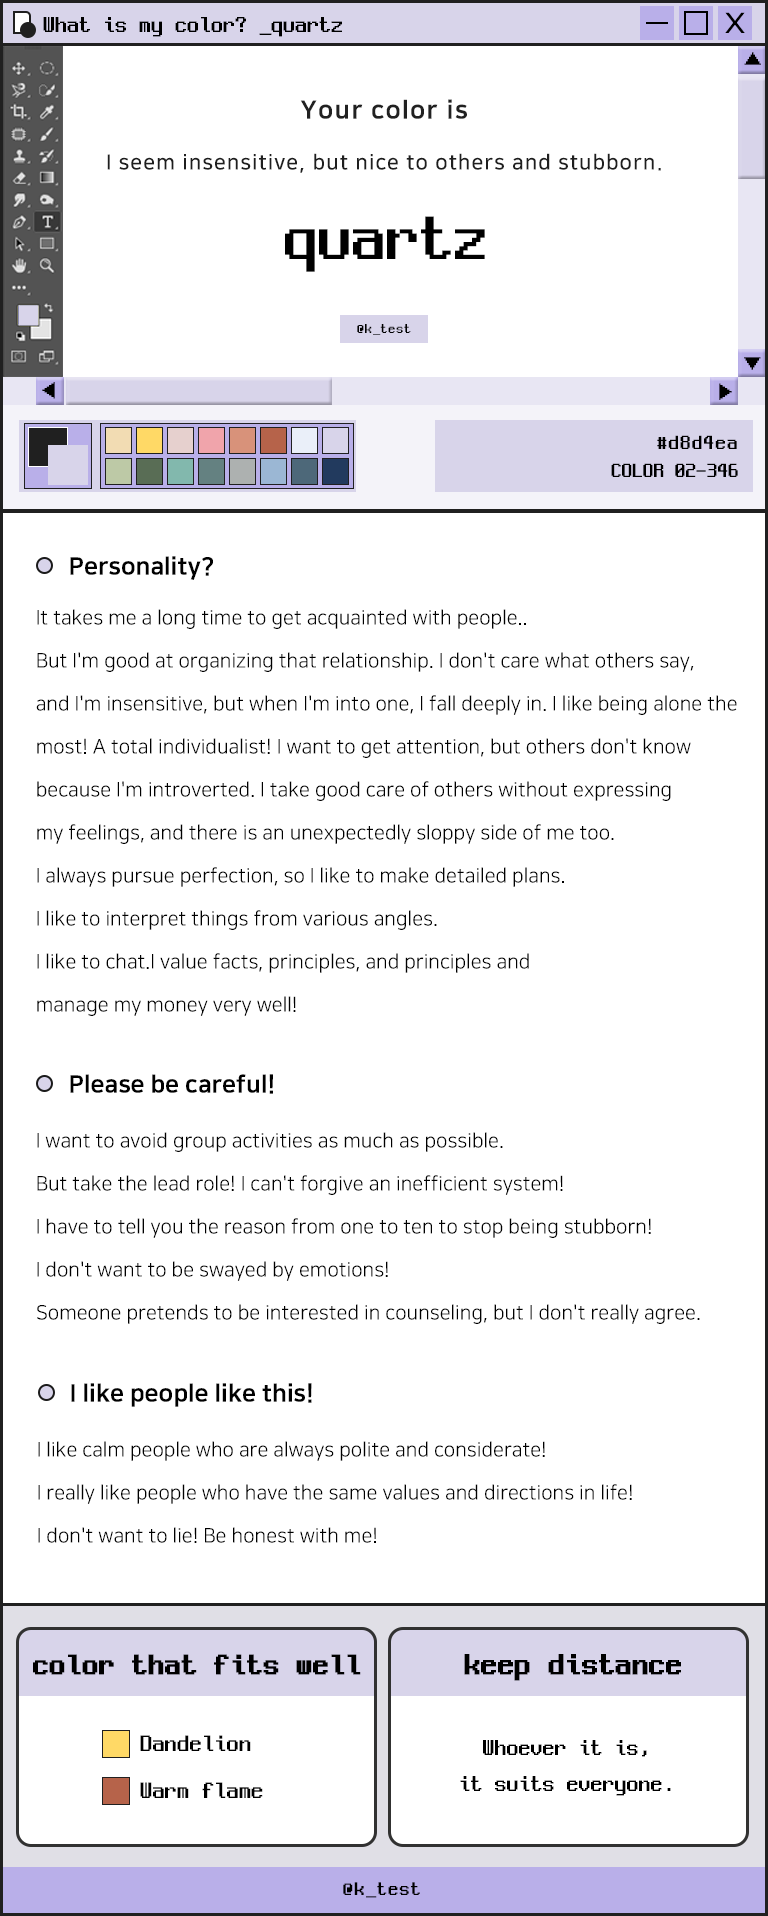 What is my color? _quartz
X
Your color is
I seem insensitive, but nice to others and stubborn.
T
quartz
@k_test
#d8d4ea
COLOR 02-346
Personality?
It takes me a long time to get acquainted with people..
But I'm good at organizing that relationship. I don't care what others say,
and I'm insensitive, but when I'm into one, I fall deeply in. I like being alone the
most! A total individualist! I want to get attention, but others don't know
because I'm introverted. I take good care of others without expressing
my feelings, and there is an unexpectedly sloppy side of me too.
I always pursue perfection, so I like to make detailed plans.
I like to interpret things from various angles.
I like to chat.I value facts, principles, and principles and
manage my money very well!
Please be careful!
I want to avoid group activities as much as possible.
But take the lead role! I can't forgive an inefficient system!
I have to tell you the reason from one to ten to stop being stubborn!
I don't want to be swayed by emotions!
Someone pretends to be interested in counseling, but I don't really agree.
I like people like this!
I like calm people who are always polite and considerate!
I really like people who have the same values and directions in life!
I don't want to lie! Be honest with me!
color that fits well
Dandelion
Warm flame
keep distance
Whoever it is,
it suits everyone.
@k_test